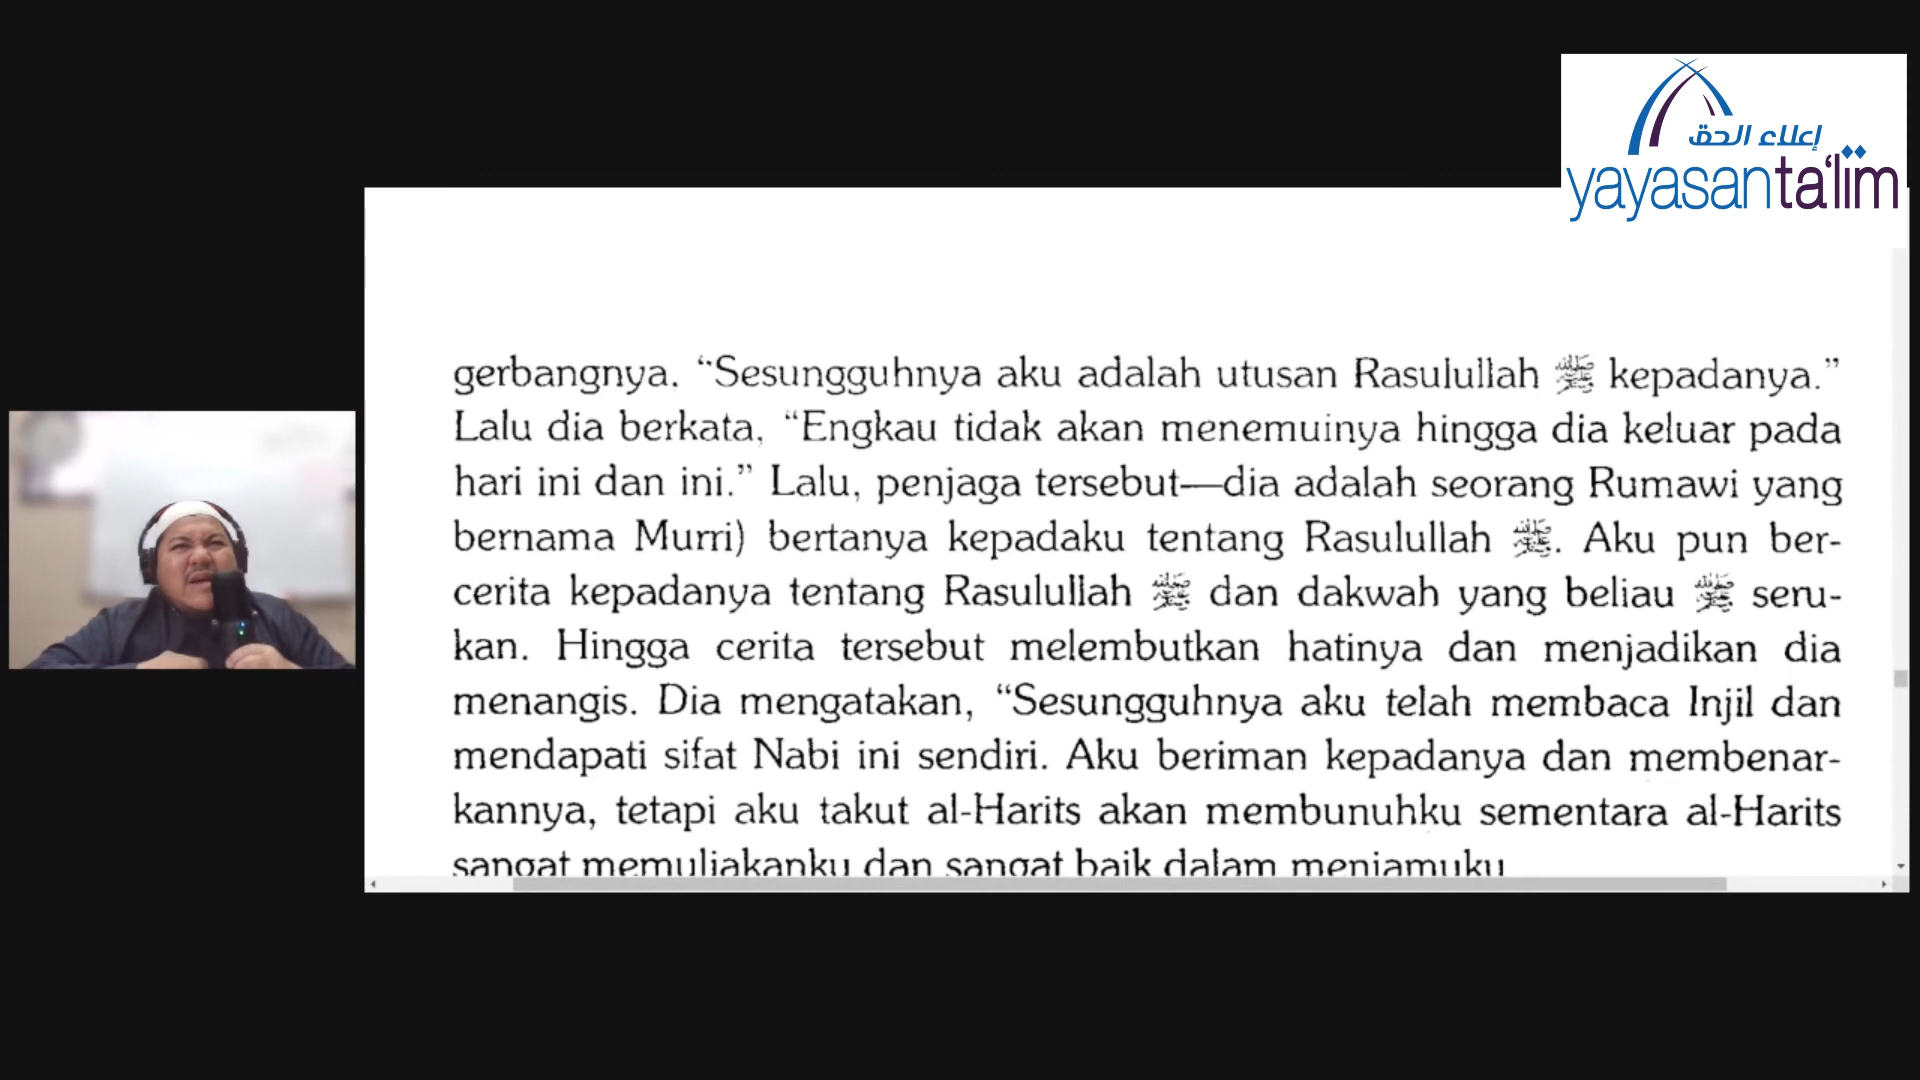 إعلاء الحق
yayasanta'lim
gerbangnya. “Sesungguhnya aku adalah utusan Rasulullah ﷺ kepadanya.”
Lalu dia berkata, “Engkau tidak akan menemuinya hingga dia keluar pada
hari ini dan ini.” Lalu, penjaga tersebut—dia adalah seorang Rumawi yang
bernama Murri) bertanya kepadaku tentang Rasulullah ﷺ. Aku pun ber-
cerita kepadanya tentang Rasulullah ﷺ dan dakwah yang beliau ﷺ seru-
kan. Hingga cerita tersebut melembutkan hatinya dan menjadikan dia
menangis. Dia mengatakan, “Sesungguhnya aku telah membaca Injil dan
mendapati sifat Nabi ini sendiri. Aku beriman kepadanya dan membenar-
kannya, tetapi aku takut al-Harits akan membunuhku sementara al-Harits
sangat memuliakanku dan sangat baik dalam menjamuku